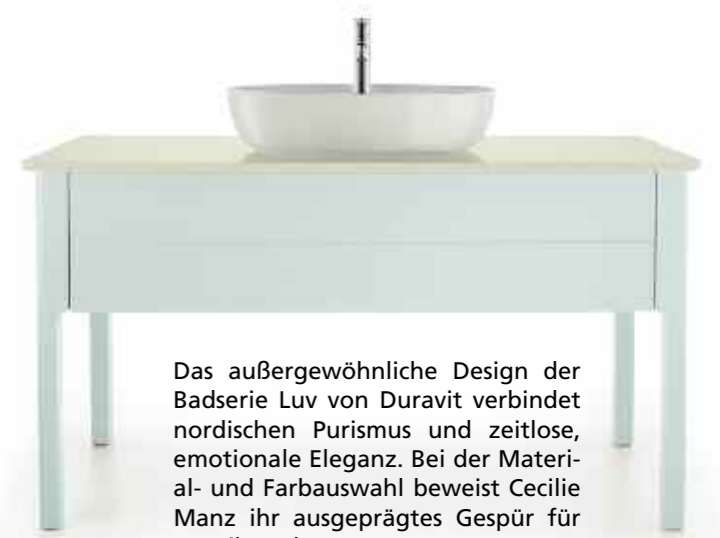 Das außergewöhnliche Design der
Badserie Luv von Duravit verbindet
nordischen Purismus und zeitlose,
emotionale Eleganz. Bei der Materi-
al- und Farbauswahl beweist Cecilie
Manz ihr ausgeprägtes Gespür für